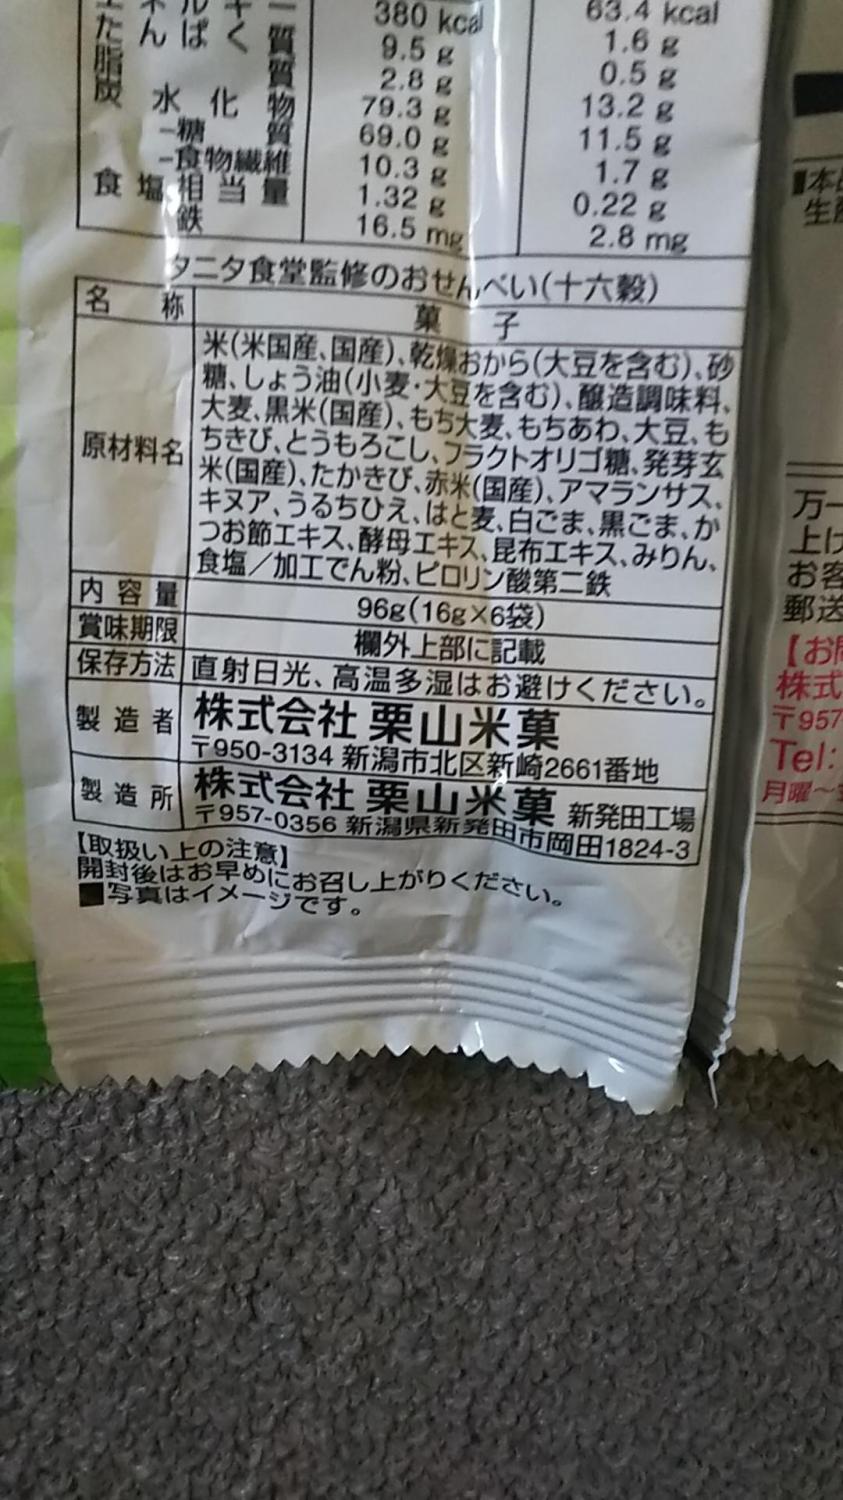 380 kcal 63.4 kcal
9.5 g 1.6 g
2.8 g 0.5 g
炭水化物 79.3 g 13.2 g
-糖質 69.0 g 11.5 g
-食物繊維 10.3 g 1.7 g
食塩相当量 1.32 g 0.22 g
鉄 16.5 mg 2.8 mg
タニタ食堂監修のおせんべい(十六穀)
名称 菓子
原材料名
米(米国産、国産)、乾燥おから(大豆を含む)、砂
糖、しょう油(小麦・大豆を含む)、醸造調味料、
大麦、黒米(国産)、もち大麦、もちあわ、大豆、も
ちきび、とうもろこし、フラクトオリゴ糖、発芽玄
米(国産)、たかきび、赤米(国産)、アマランサス、
キヌア、うるちひえ、はと麦、白ごま、黒ごま、か
つお節エキス、酵母エキス、昆布エキス、みりん、
食塩/加工でん粉、ピロリン酸第二鉄
内容量 96g(16g×6袋)
賞味期限 欄外上部に記載
保存方法 直射日光、高温多湿はお避けください。
製造者 株式会社 栗山米菓
〒950-3134 新潟市北区新崎2661番地
製造所 株式会社 栗山米菓 新発田工場
〒957-0356 新潟県新発田市岡田1824-3
【取扱い上の注意】
開封後はお早めにお召し上がりください。
■写真はイメージです。
■本品
生産
万一
上げ
お客
郵送
【お問
株式
〒957
Tel:
月曜～